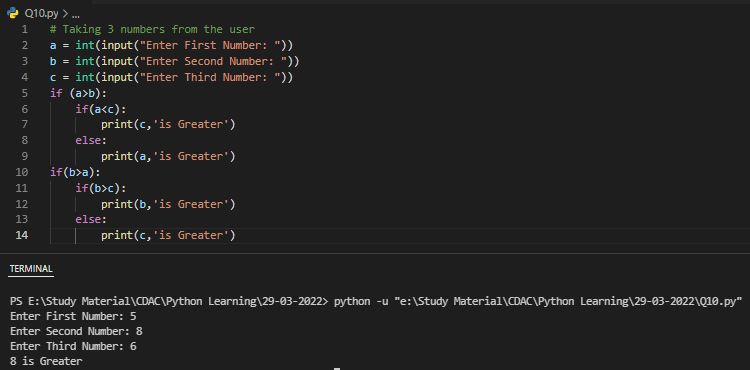 Q10.py > ...
1 # Taking 3 numbers from the user
2 a = int(input("Enter First Number: "))
3 b = int(input("Enter Second Number: "))
4 c = int(input("Enter Third Number: "))
5 if (a>b):
6     if(a<c):
7         print(c,'is Greater')
8     else:
9         print(a,'is Greater')
10 if(b>a):
11     if(b>c):
12         print(b,'is Greater')
13     else:
14         print(c,'is Greater')
TERMINAL
PS E:\Study Material\CDAC\Python Learning\29-03-2022> python -u "e:\Study Material\CDAC\Python Learning\29-03-2022\Q10.py"
Enter First Number: 5
Enter Second Number: 8
Enter Third Number: 6
8 is Greater